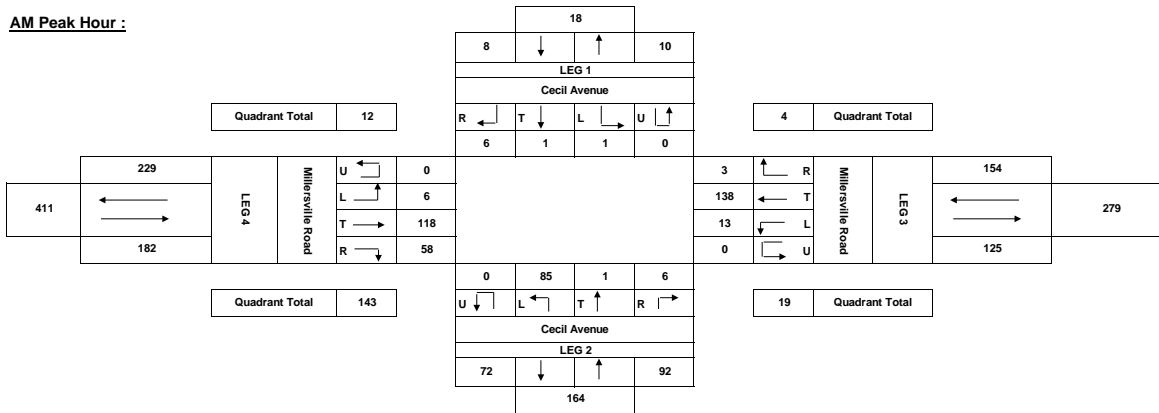 AM Peak Hour :
18
8 10
LEG 1
Cecil Avenue
Quadrant Total 12
R T L U
4 Quadrant Total
6 1 1 0
229
U 0
3 R
154
411
LEG 4
Millersville Road
L 6
138 T
Millersville Road
LEG 3
279
T 118
13 L
182
R 58
0 U
125
0 85 1 6
Quadrant Total 143
U L T R
19 Quadrant Total
Cecil Avenue
LEG 2
72 92
164